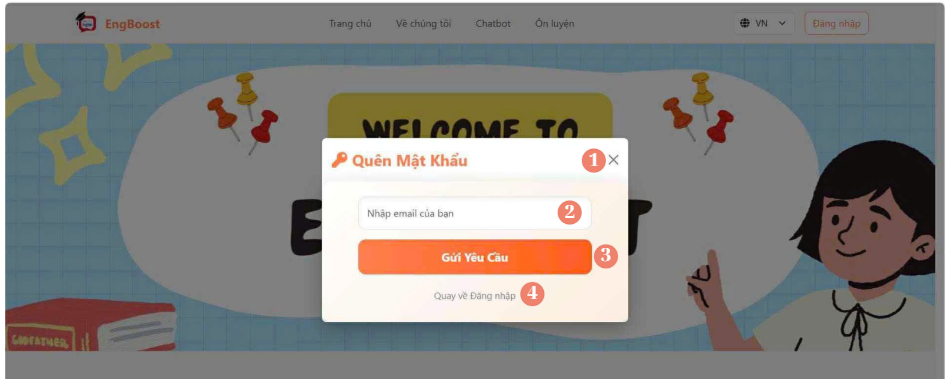 EngBoost
Trang chủ Về chúng tôi Chatbot Ôn luyện VN Đăng nhập
WELCOME TO
Quên Mật Khẩu 1
Nhập email của bạn 2
Gửi Yêu Cầu 3
Quay về Đăng nhập 4
GODFATHER